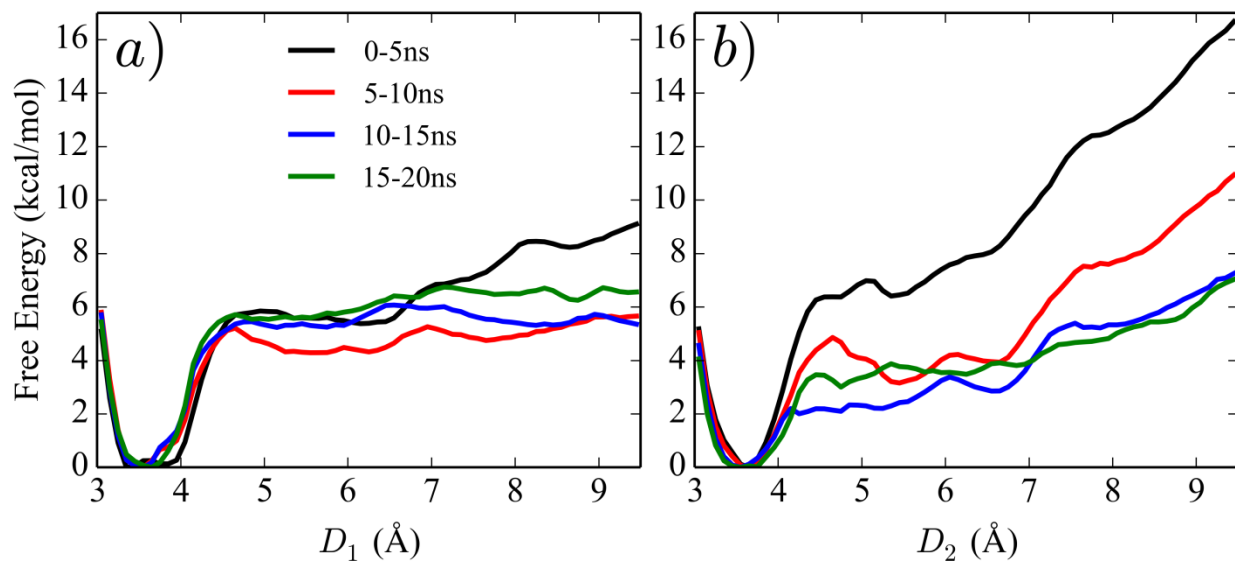 a)
0-5ns
5-10ns
10-15ns
15-20ns
b)
Free Energy (kcal/mol)
16
14
12
10
8
6
4
2
0
3 4 5 6 7 8 9
D₁ (Å)
16
14
12
10
8
6
4
2
0
3 4 5 6 7 8 9
D₂ (Å)